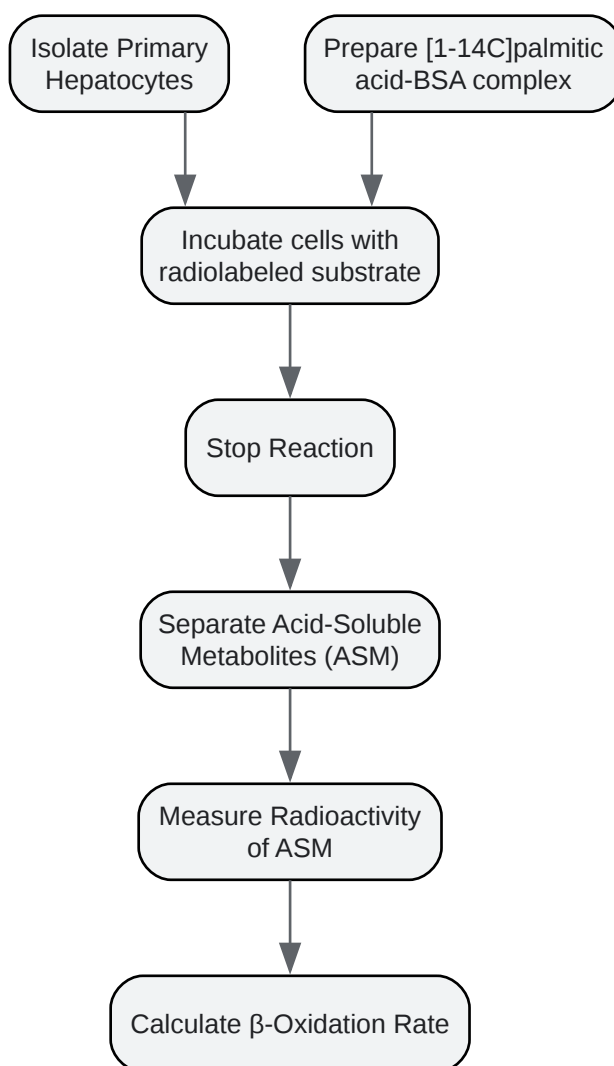 Isolate Primary
Hepatocytes
Prepare [1-14C]palmitic
acid-BSA complex
Incubate cells with
radiolabeled substrate
Stop Reaction
Separate Acid-Soluble
Metabolites (ASM)
Measure Radioactivity
of ASM
Calculate β-Oxidation Rate